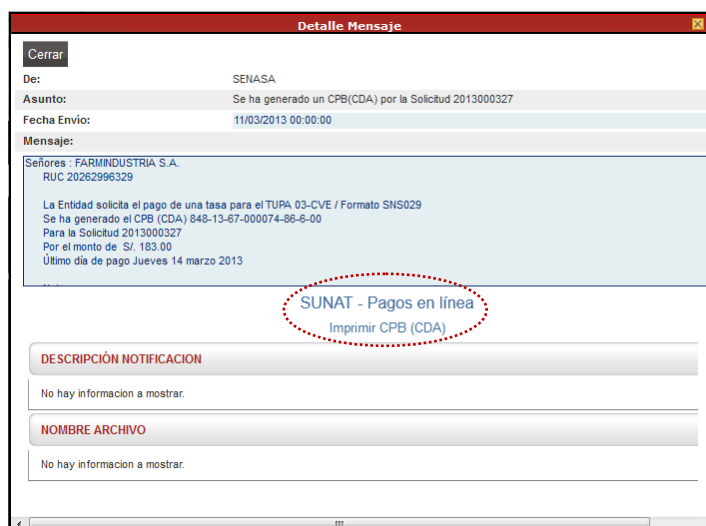 Detalle Mensaje
Cerrar
De: SENASA
Asunto: Se ha generado un CPB(CDA) por la Solicitud 2013000327
Fecha Envio: 11/03/2013 00:00:00
Mensaje:
Señores : FARMINDUSTRIA S.A.
RUC 20262996329
La Entidad solicita el pago de una tasa para el TUPA 03-CVE / Formato SNS029
Se ha generado el CPB (CDA) 848-13-67-000074-86-6-00
Para la Solicitud 2013000327
Por el monto de S/. 183.00
Último día de pago Jueves 14 marzo 2013
SUNAT - Pagos en línea
Imprimir CPB (CDA)
DESCRIPCIÓN NOTIFICACION
No hay informacion a mostrar.
NOMBRE ARCHIVO
No hay informacion a mostrar.